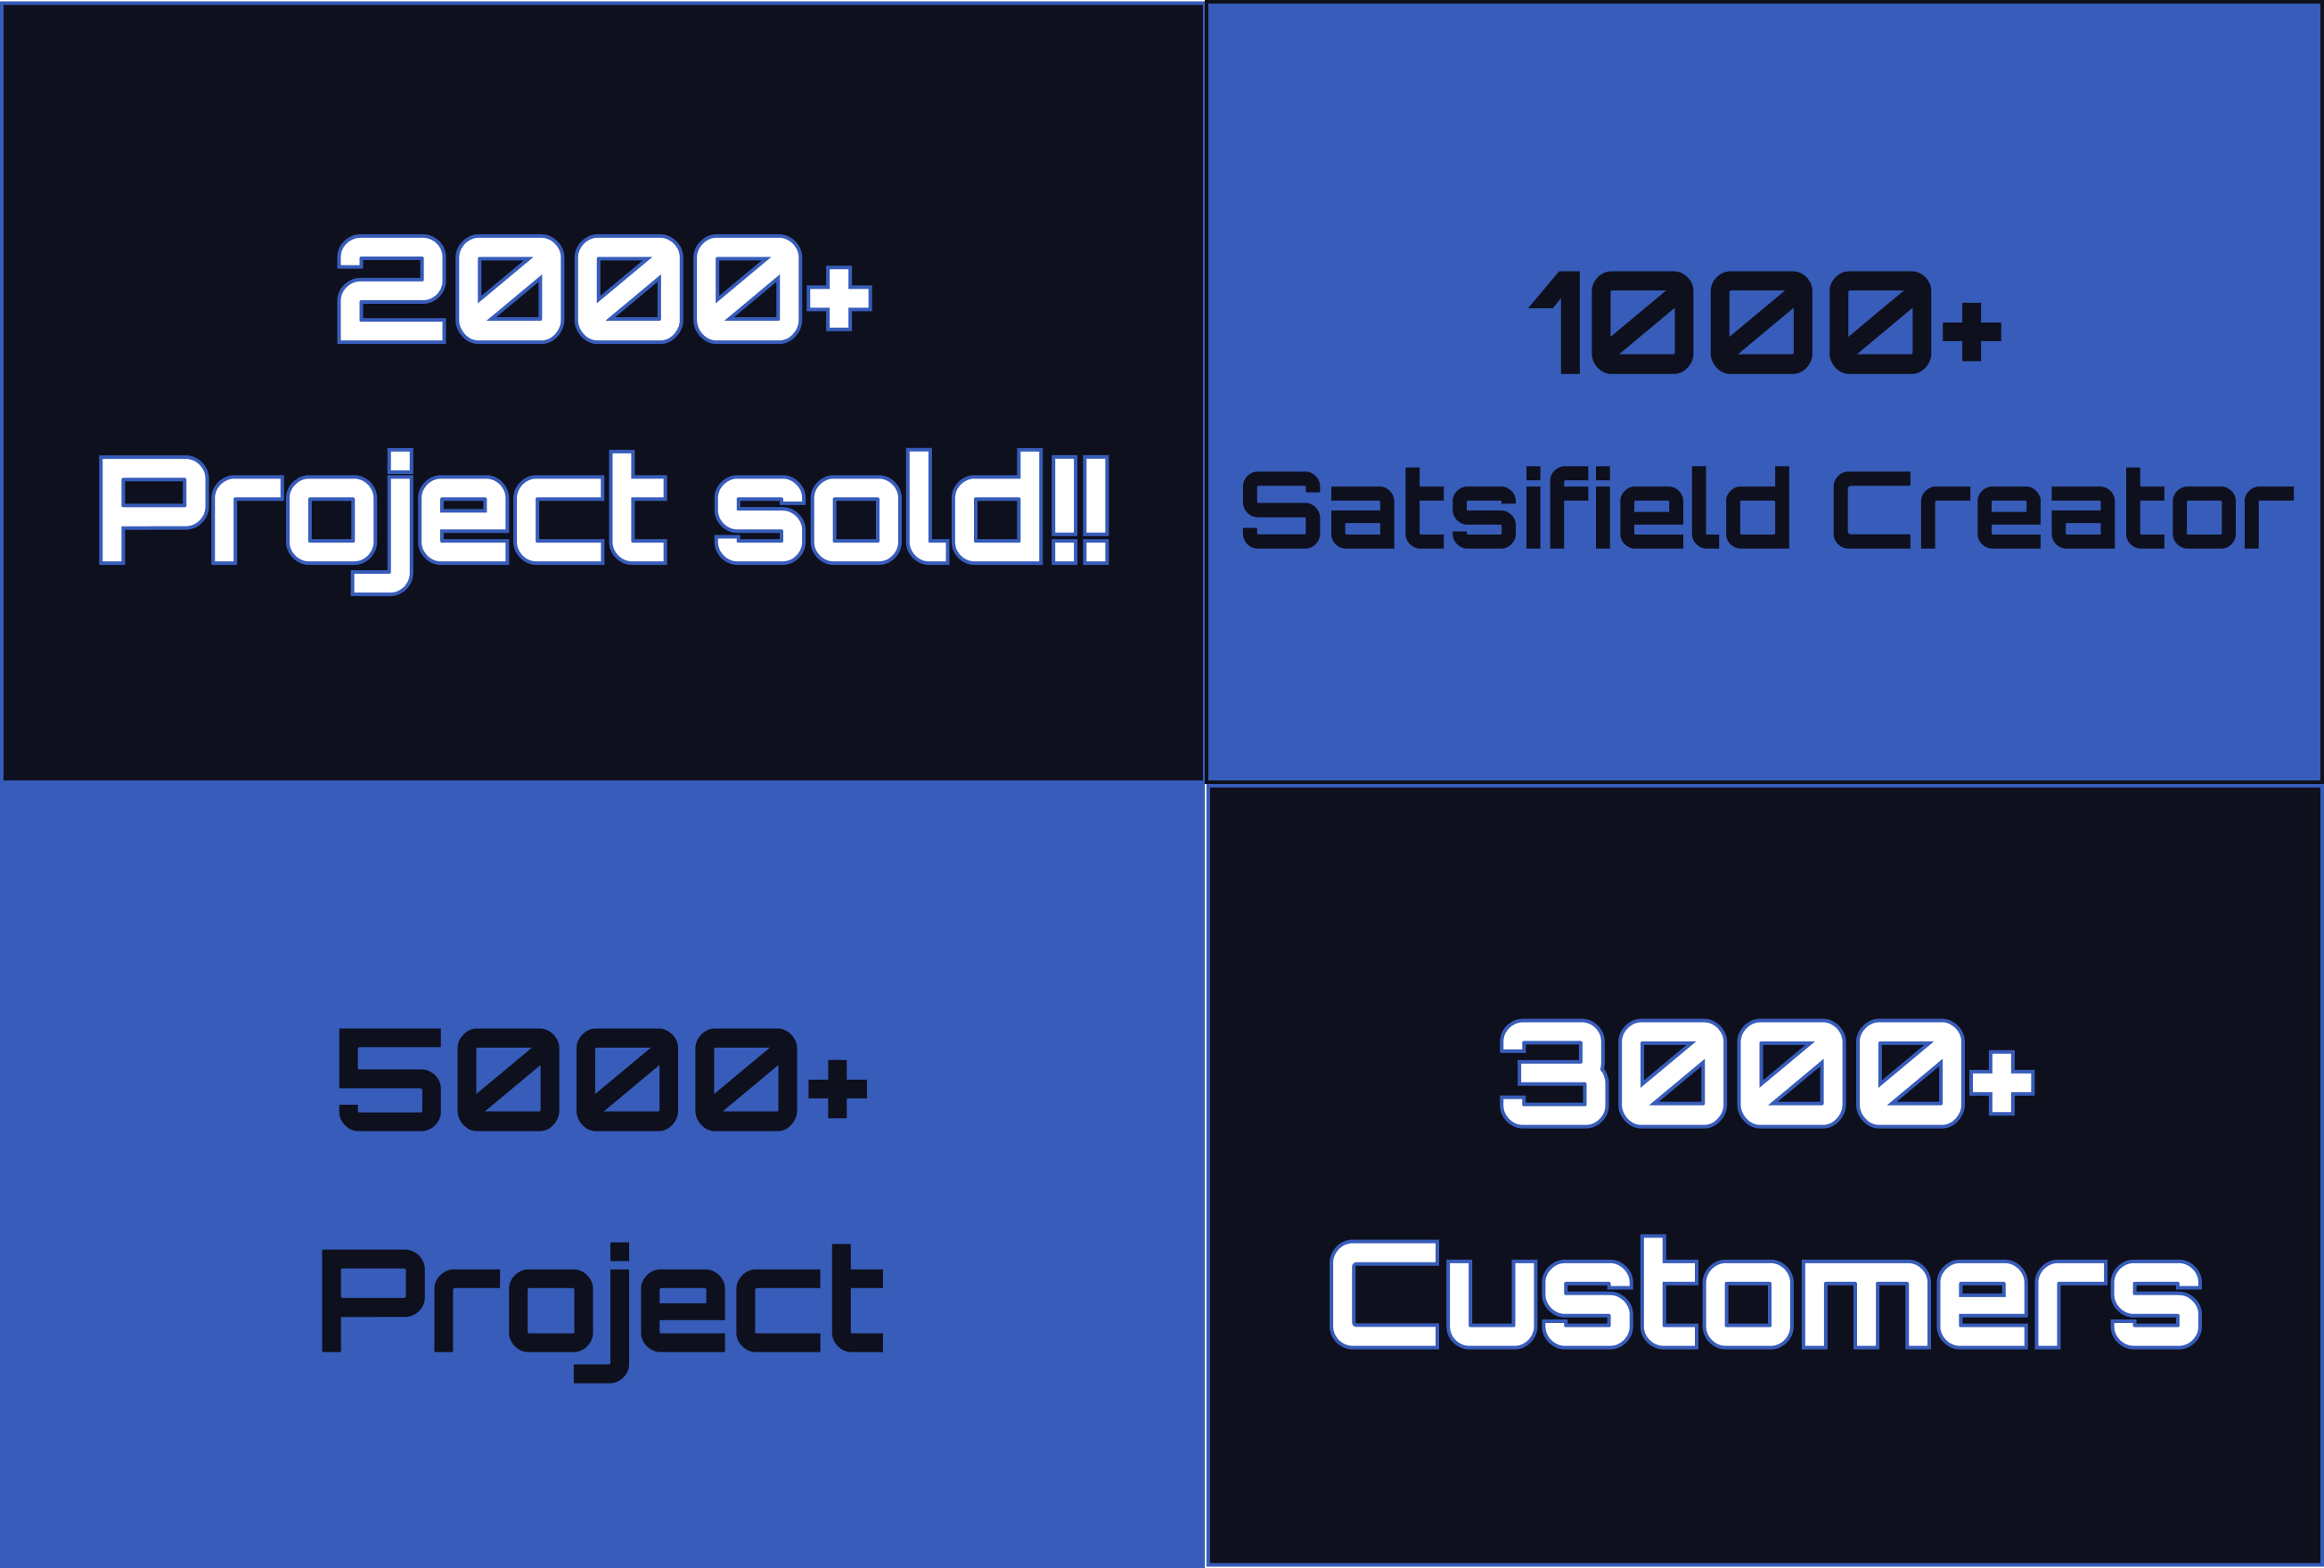 2000+
Project sold!!
1000+
Satsifield Creator
5000+
Project
3000+
Customers